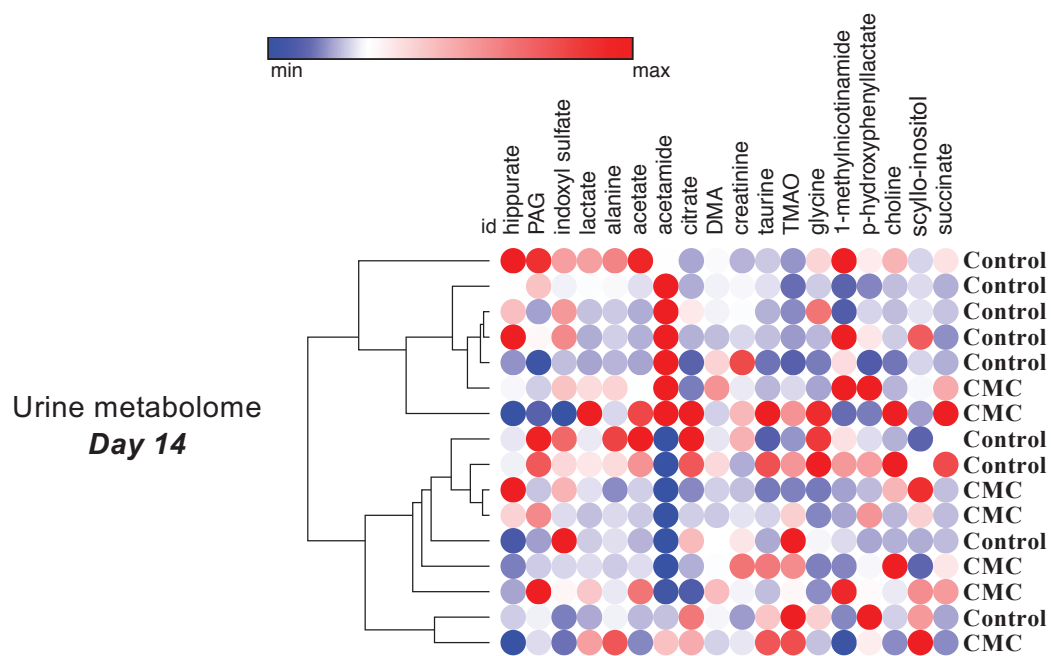 min max
id hippurate PAG indoxyl sulfate lactate alanine acetate acetamide citrate DMA creatinine taurine TMAO glycine 1-methylnicotinamide p-hydroxyphenyllactate choline scyllo-inositol succinate
Control
Control
Control
Control
Control
CMC
CMC
Control
Control
CMC
CMC
Control
CMC
CMC
Control
CMC
Urine metabolome
Day 14